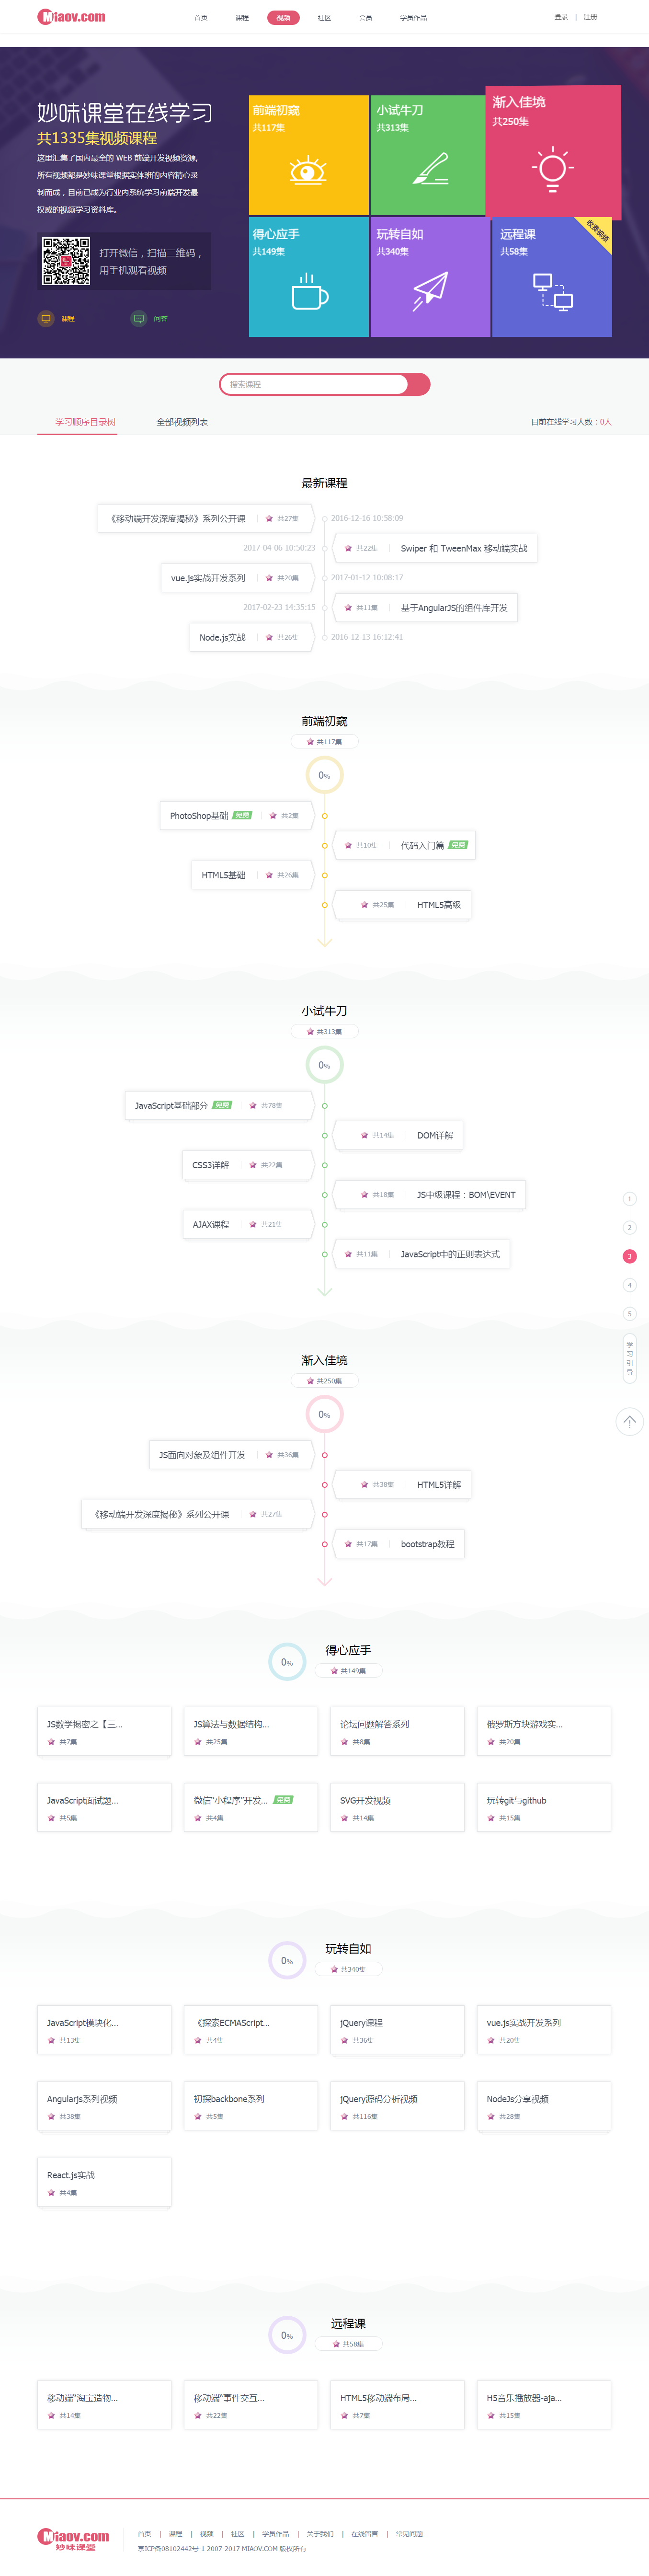 Miaov.com
首页 课程 视频 社区 会员 学员作品
登录 | 注册
妙味课堂在线学习
共1335集视频课程
这里汇集了国内最全的 WEB 前端开发视频资源,
所有视频都是妙味课堂根据实体班的内容精心录
制而成，目前已成为行业内系统学习前端开发最
权威的视频学习资料库。
打开微信，扫描二维码，
用手机观看视频
课程 问答
前端初窥
共117集
小试牛刀
共313集
渐入佳境
共250集
得心应手
共149集
玩转自如
共340集
远程课
共58集
收费视频
搜索课程
学习顺序目录树 全部视频列表
目前在线学习人数：0人
最新课程
《移动端开发深度揭秘》系列公开课 共27集 2016-12-16 10:58:09
2017-04-06 10:50:23 共22集 Swiper 和 TweenMax 移动端实战
vue.js实战开发系列 共20集 2017-01-12 10:08:17
2017-02-23 14:35:15 共11集 基于AngularJS的组件库开发
Node.js实战 共26集 2016-12-13 16:12:41
前端初窥
共117集
0%
PhotoShop基础 免费 共2集
共10集 代码入门篇 免费
HTML5基础 共26集
共25集 HTML5高级
小试牛刀
共313集
0%
JavaScript基础部分 免费 共78集
共14集 DOM详解
CSS3详解 共22集
共18集 JS中级课程：BOM\EVENT
AJAX课程 共21集
共11集 JavaScript中的正则表达式
1
2
3
4
5
学习引导
渐入佳境
共250集
0%
JS面向对象及组件开发 共36集
共38集 HTML5详解
《移动端开发深度揭秘》系列公开课 共27集
共17集 bootstrap教程
0%
得心应手
共149集
JS数学揭密之【三... JS算法与数据结构... 论坛问题解答系列 俄罗斯方块游戏实...
共7集 共25集 共8集 共20集
JavaScript面试题... 微信“小程序”开发... 免费 SVG开发视频 玩转git与github
共5集 共4集 共14集 共15集
0%
玩转自如
共340集
JavaScript模块化... 《探索ECMAScript... jQuery课程 vue.js实战开发系列
共13集 共4集 共36集 共20集
Angularjs系列视频 初探backbone系列 jQuery源码分析视频 NodeJs分享视频
共38集 共5集 共116集 共28集
React.js实战
共4集
0%
远程课
共58集
移动端“淘宝造物... 移动端“事件交互... HTML5移动端布局... H5音乐播放器-aja...
共14集 共22集 共7集 共15集
Miaov.com
妙味课堂
首页 | 课程 | 视频 | 社区 | 学员作品 | 关于我们 | 在线留言 | 常见问题
京ICP备08102442号-1 2007-2017 MIAOV.COM 版权所有